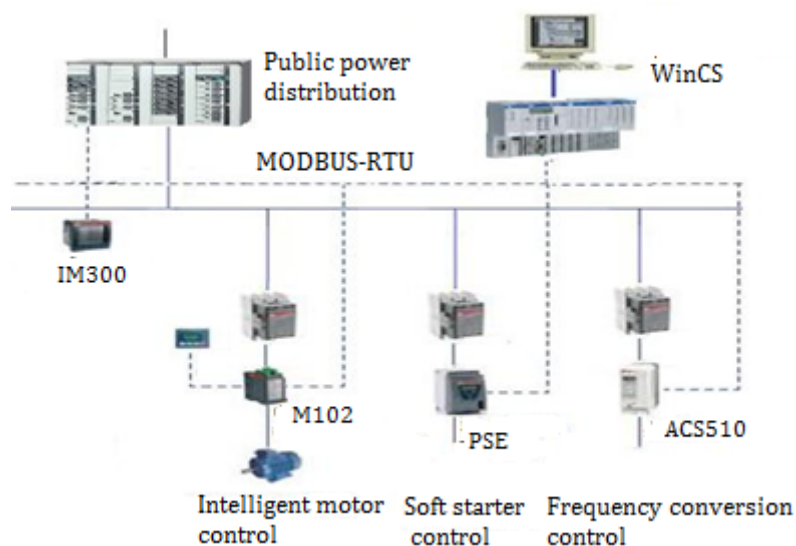 Public power
distribution
WinCS
MODBUS-RTU
IM300
M102
PSE
ACS510
Intelligent motor
control
Soft starter
control
Frequency conversion
control